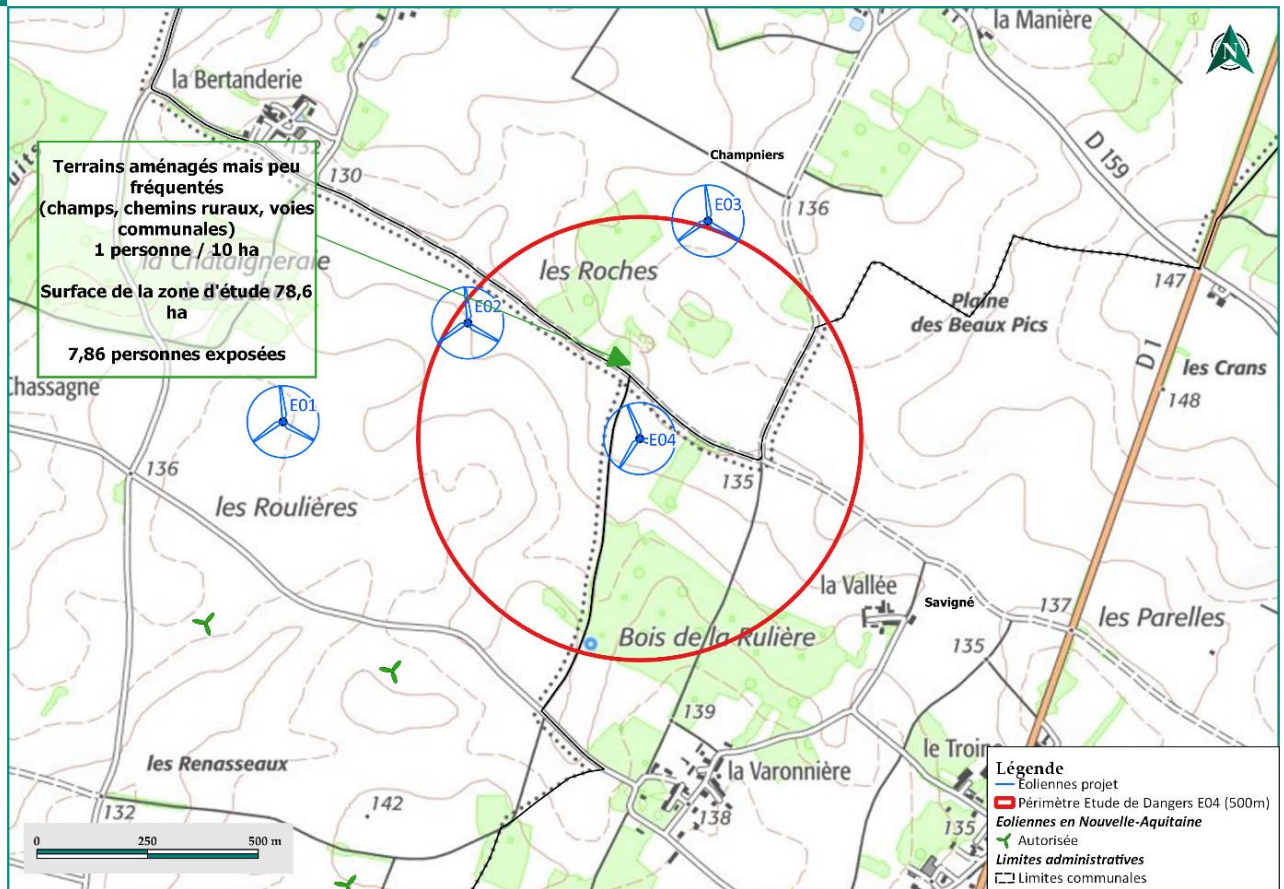 la Manière
N
la Bertanderie
D 159
Champniers
132
130
Terrains aménagés mais peu
fréquentés
(champs, chemins ruraux, voies
communales)
1 personne / 10 ha
Surface de la zone d'étude 78,6
ha
7,86 personnes exposées
la Châtaigneraie
E03
136
les Roches
147
E02
Plaine
des Beaux Pics
D 1
les Crans
148
Chassagne
E01
E04
136
135
les Roulières
la Vallée
Savigné
137
les Parelles
Bois de la Rulière
135
139
les Renasseaux
la Varonnière
142
138
132
135
0 250 500 m
Légende
Eoliennes projet
Périmètre Etude de Dangers E04 (500m)
Eoliennes en Nouvelle-Aquitaine
Autorisée
Limites administratives
Limites communales